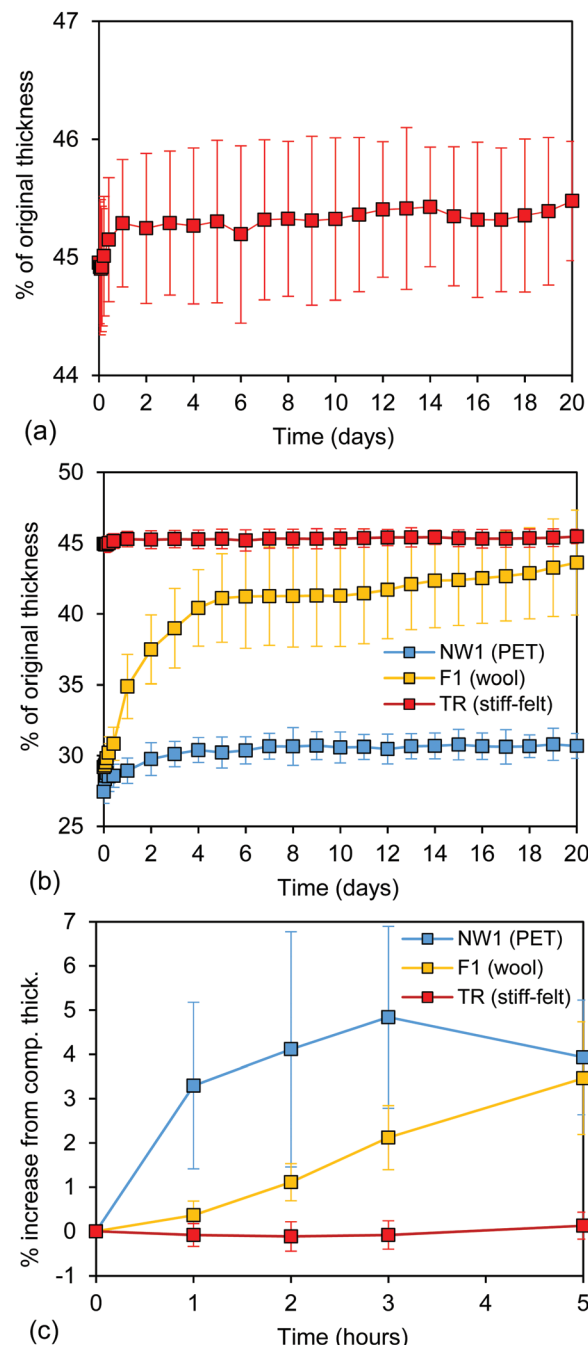 47
46
45
44
% of original thickness
0 2 4 6 8 10 12 14 16 18 20
Time (days)
(a)
50
45
40
35
30
25
% of original thickness
NW1 (PET)
F1 (wool)
TR (stiff-felt)
0 2 4 6 8 10 12 14 16 18 20
Time (days)
(b)
7
6
5
4
3
2
1
0
-1
% increase from comp. thick.
NW1 (PET)
F1 (wool)
TR (stiff-felt)
0 1 2 3 4 5
Time (hours)
(c)